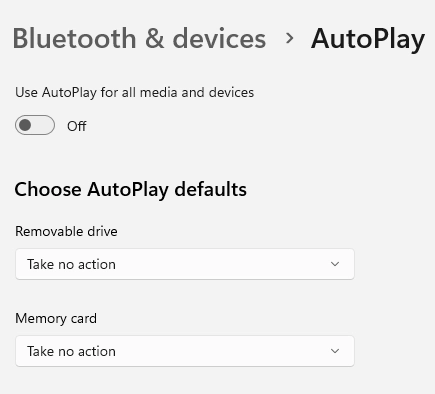 Bluetooth & devices > AutoPlay
Use AutoPlay for all media and devices
Off
Choose AutoPlay defaults
Removable drive
Take no action
Memory card
Take no action